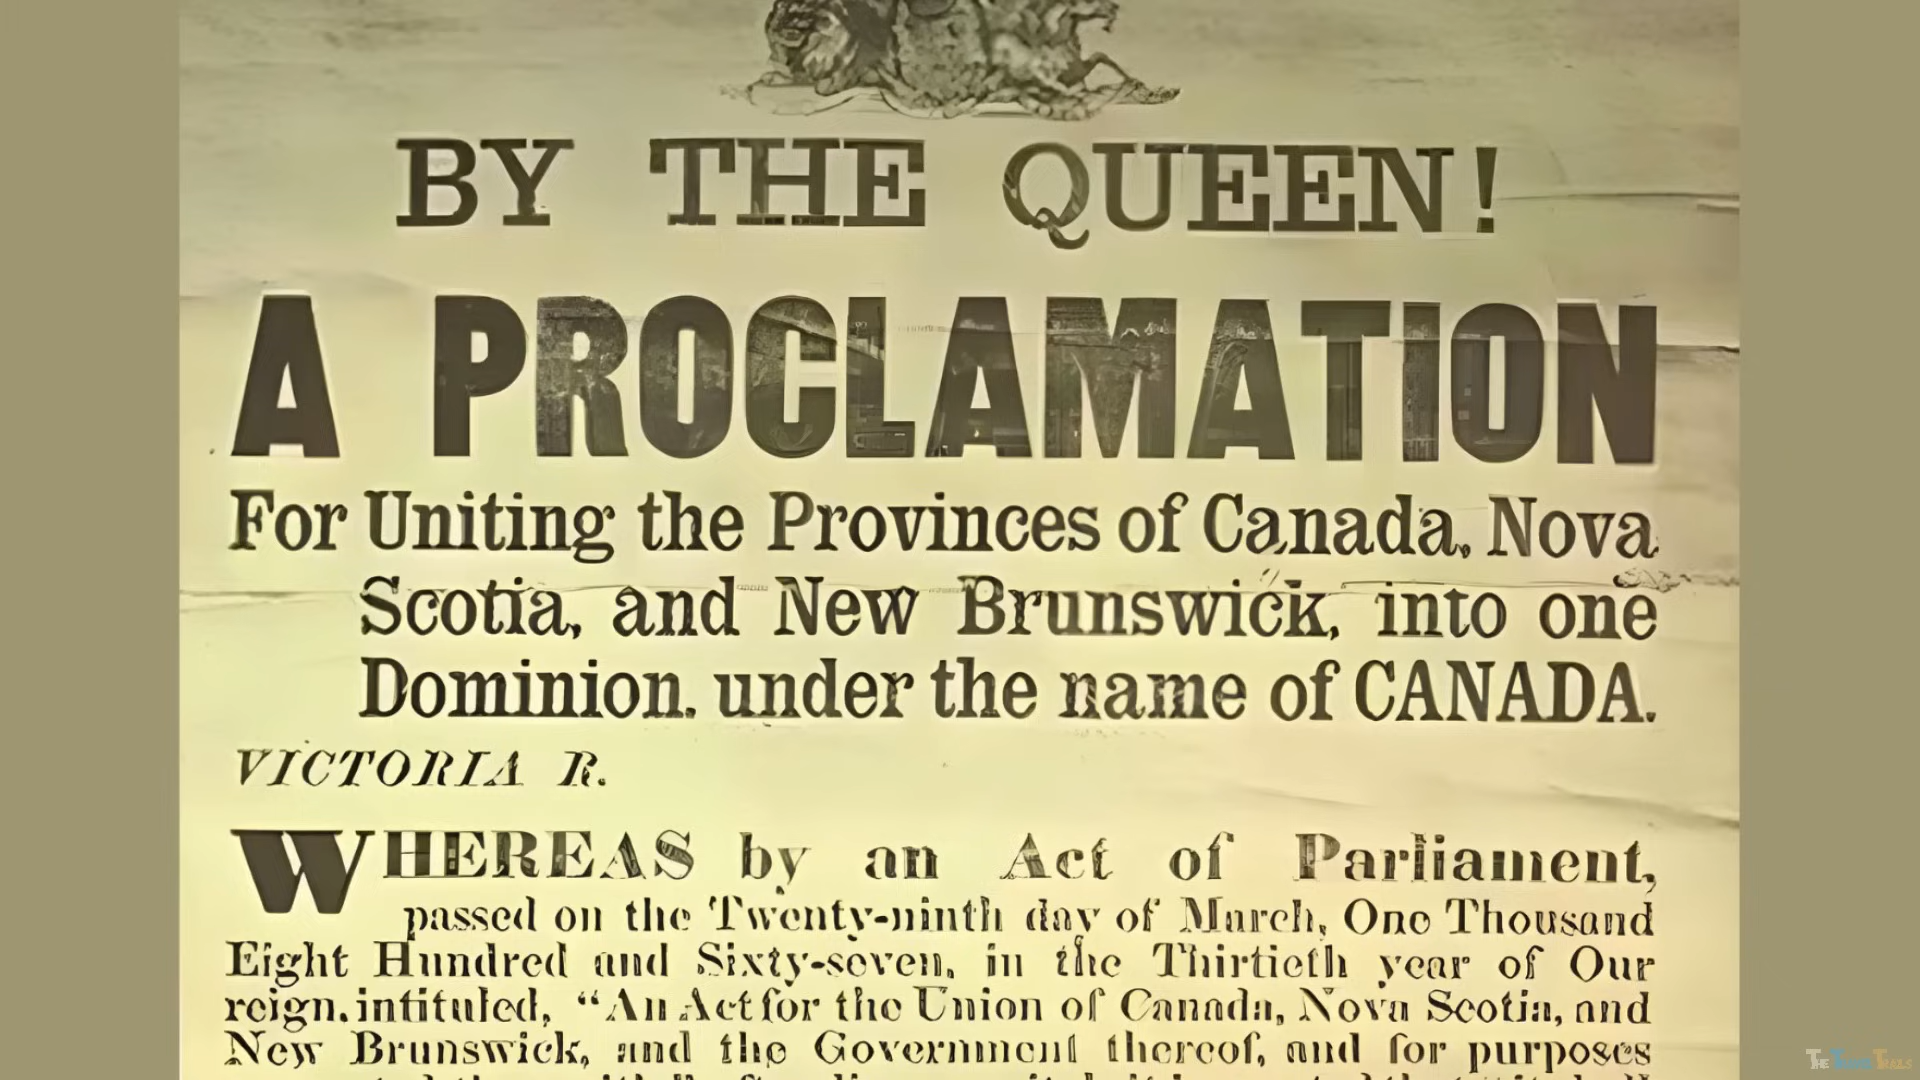 BY THE QUEEN!
A PROCLAMATION
For Uniting the Provinces of Canada, Nova
Scotia, and New Brunswick, into one
Dominion, under the name of CANADA.
VICTORIA R.
WHEREAS by an Act of Parliament,
passed on the Twenty-ninth day of March, One Thousand
Eight Hundred and Sixty-seven, in the Thirtieth year of Our
reign, intituled, “An Act for the Union of Canada, Nova Scotia, and
New Brunswick, and the Government thereof, and for purposes
The Travel Trails